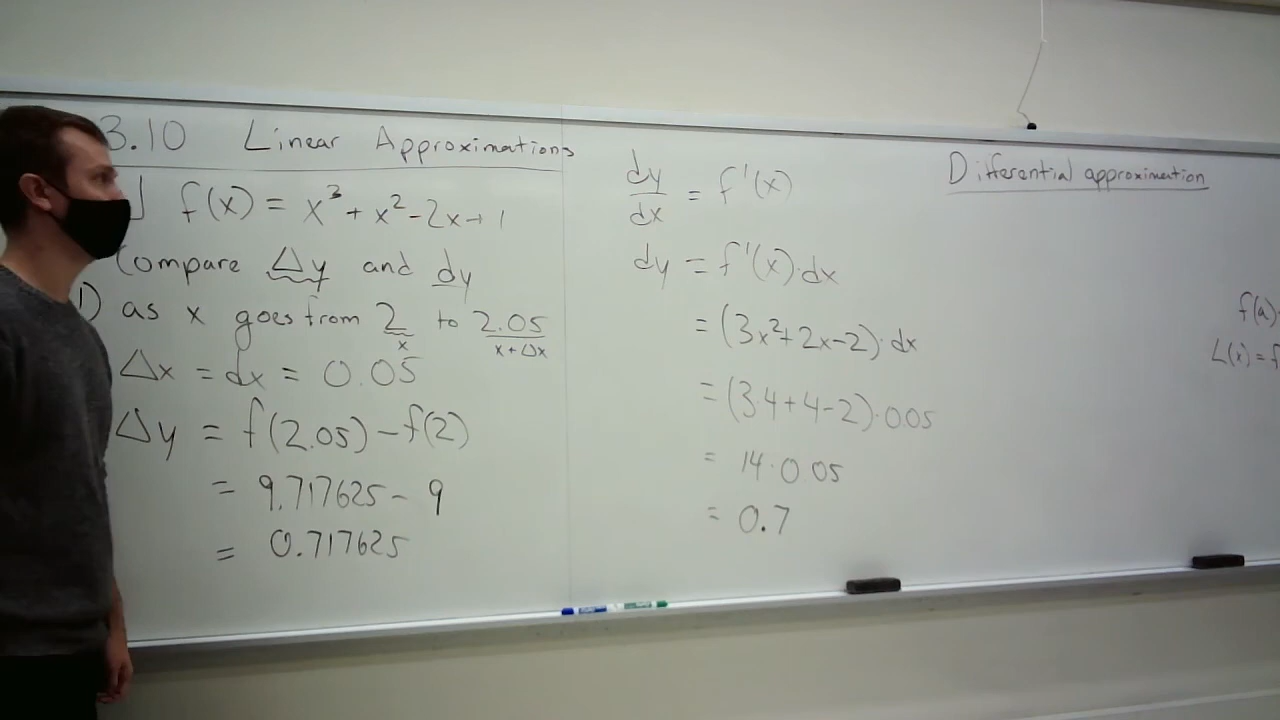 3.10 Linear Approximations
f(x) = x³ + x² - 2x + 1
Compare Δy and dy
1) as x goes from 2 to 2.05
x x + Δx
Δx = dx = 0.05
Δy = f(2.05) - f(2)
= 9.717625 - 9
= 0.717625
dy/dx = f'(x)
dy = f'(x)·dx
= (3x² + 2x - 2)·dx
= (3·4 + 4 - 2)·0.05
= 14·0.05
= 0.7
Differential approximation
f(a)
L(x) = f